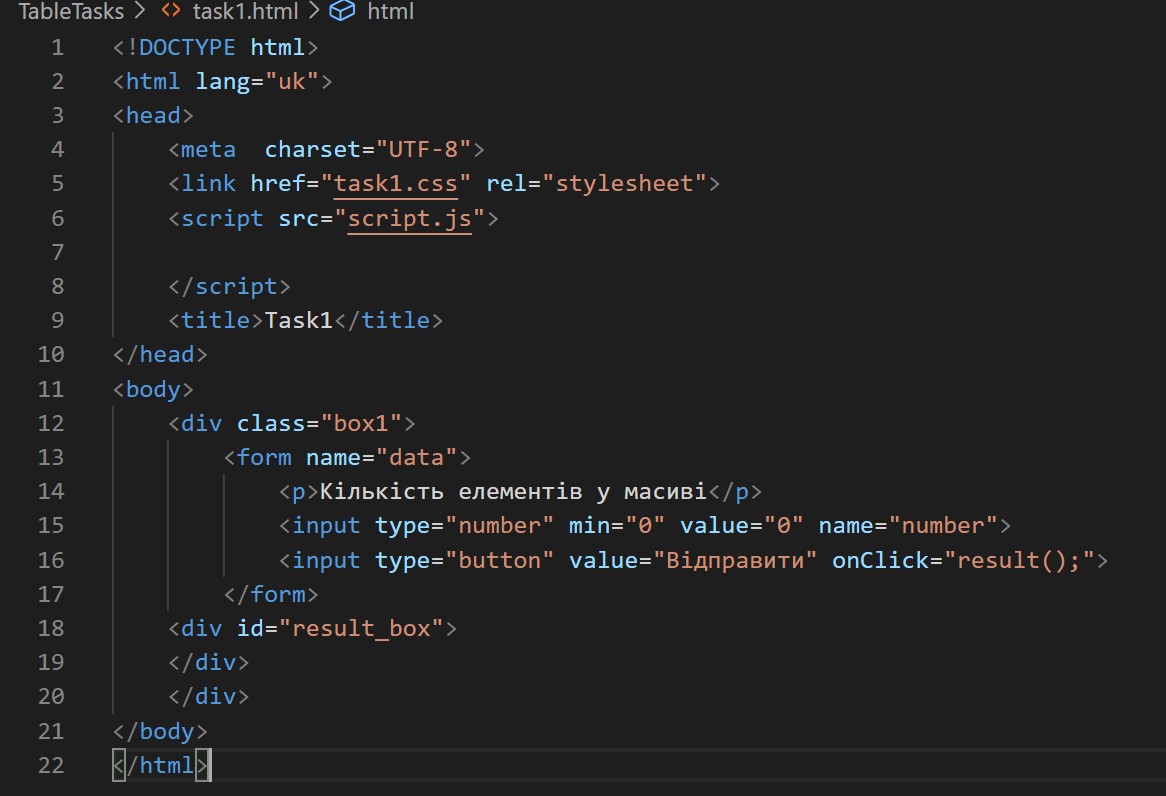 TableTasks > <> task1.html > html
1 <!DOCTYPE html>
2 <html lang="uk">
3 <head>
4     <meta  charset="UTF-8">
5     <link href="task1.css" rel="stylesheet">
6     <script src="script.js">
7
8     </script>
9     <title>Task1</title>
10 </head>
11 <body>
12     <div class="box1">
13         <form name="data">
14             <p>Кількість елементів у масиві</p>
15             <input type="number" min="0" value="0" name="number">
16             <input type="button" value="Відправити" onClick="result();">
17         </form>
18     <div id="result_box">
19     </div>
20     </div>
21 </body>
22 </html>